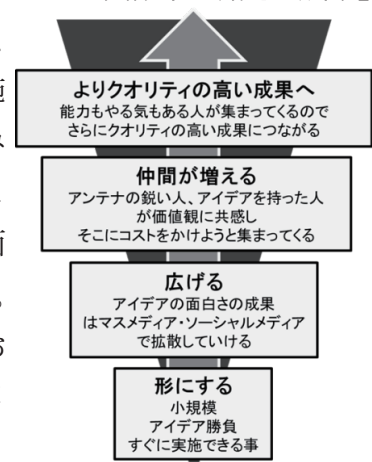 よりクオリティの高い成果へ
能力もやる気もある人が集まってくるので
さらにクオリティの高い成果につながる
仲間が増える
アンテナの鋭い人、アイデアを持った人
が価値観に共感し
そこにコストをかけようと集まってくる
広げる
アイデアの面白さの成果
はマスメディア・ソーシャルメディア
で拡散していける
形にする
小規模
アイデア勝負
すぐに実施できる事